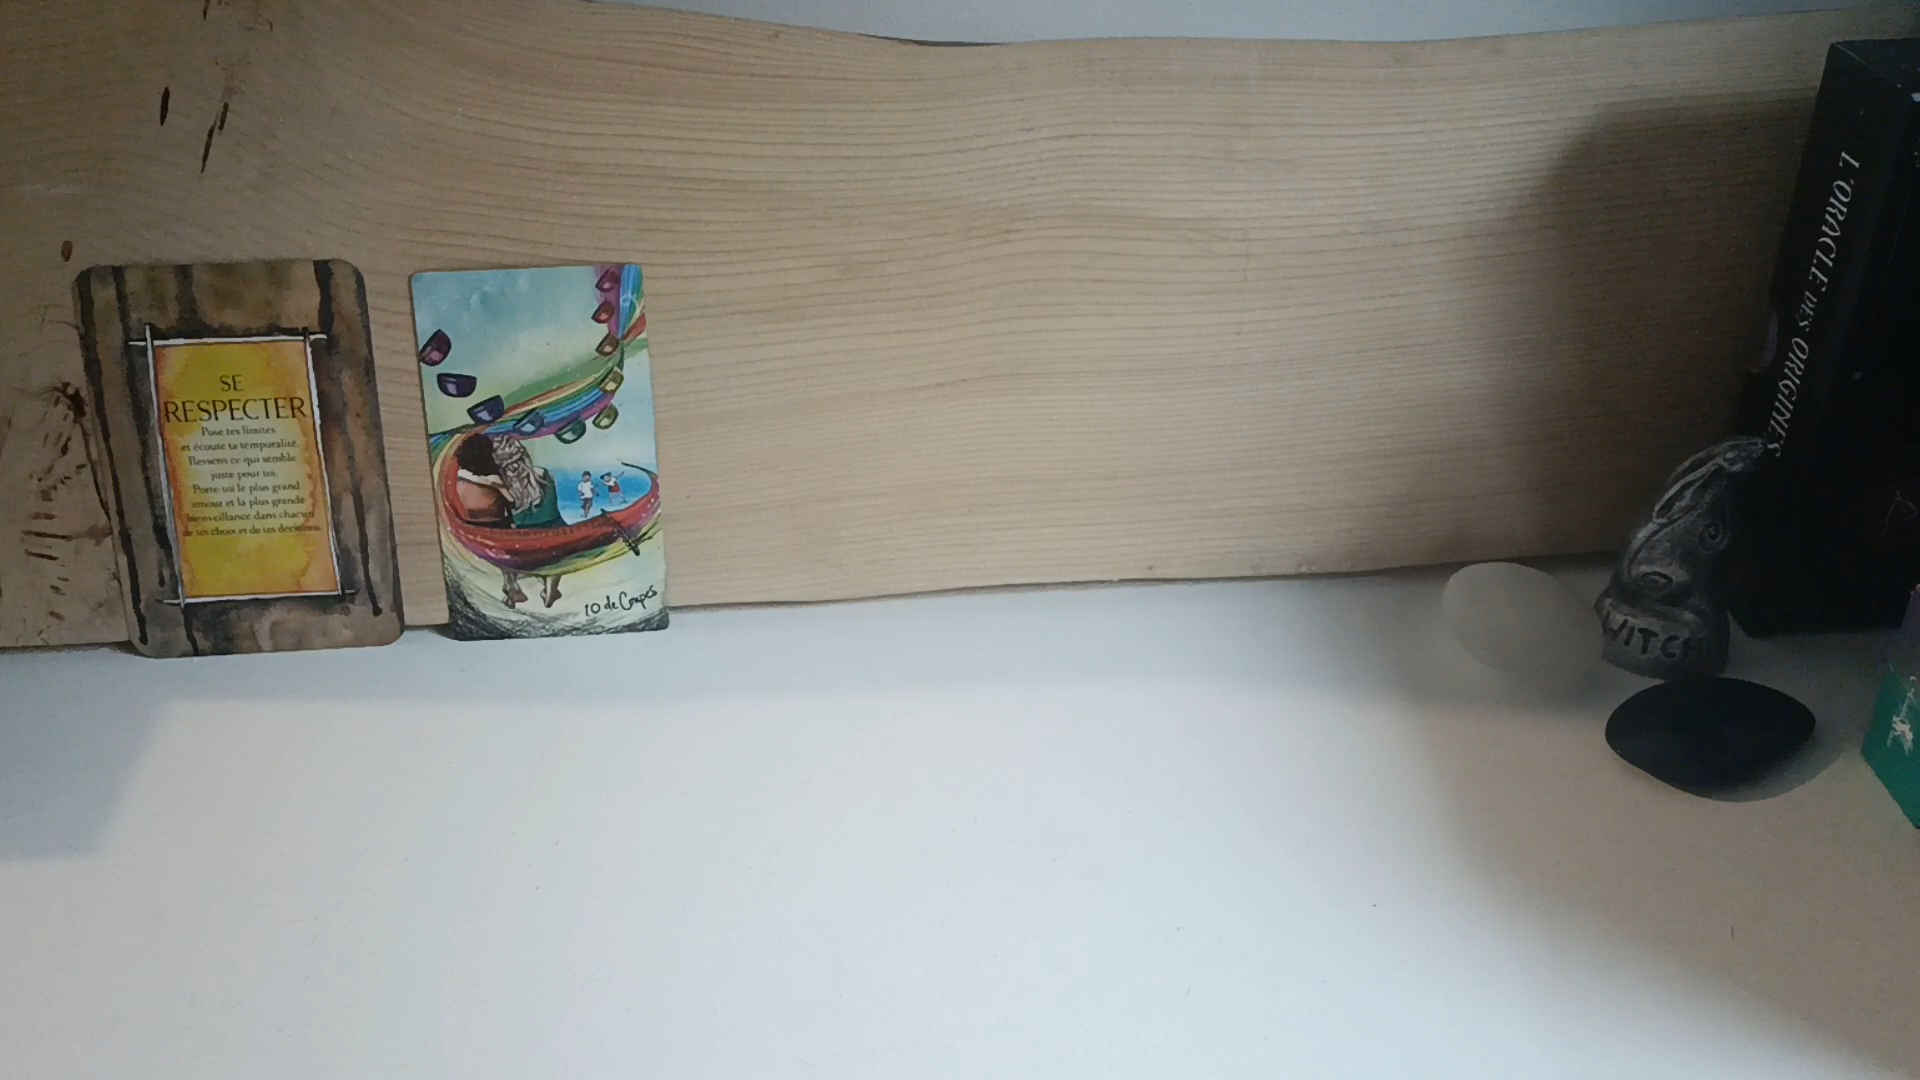 SE
RESPECTER
Pose tes limites
et écoute ta temporalité.
Ressens ce qui semble
juste pour toi.
Porte-toi le plus grand
amour et la plus grande
bienveillance dans chacun
de tes choix et de tes décisions.
10 de Coupes
L'ORACLE DES ORIGINES
WITCH